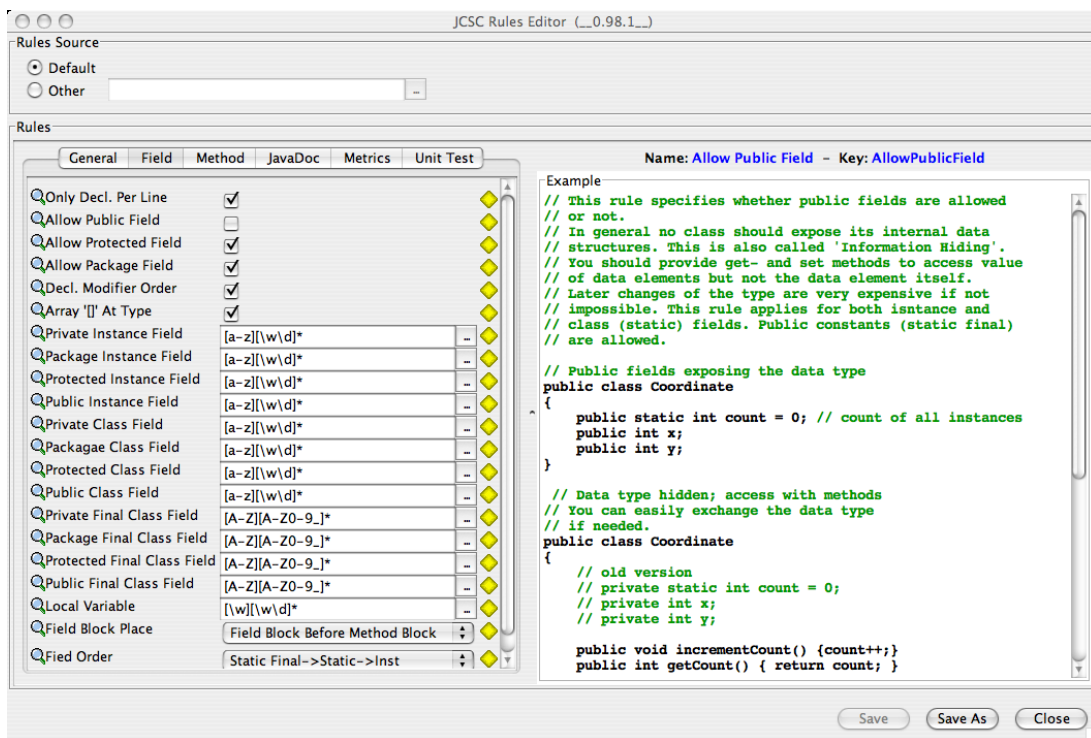 JCSC Rules Editor (__0.98.1__)
Rules Source
Default
Other
...
Rules
General Field Method JavaDoc Metrics Unit Test
Only Decl. Per Line
Allow Public Field
Allow Protected Field
Allow Package Field
Decl. Modifier Order
Array '[]' At Type
Private Instance Field [a-z][\w\d]* ...
Package Instance Field [a-z][\w\d]* ...
Protected Instance Field [a-z][\w\d]* ...
Public Instance Field [a-z][\w\d]* ...
Private Class Field [a-z][\w\d]* ...
Packagae Class Field [a-z][\w\d]* ...
Protected Class Field [a-z][\w\d]* ...
Public Class Field [a-z][\w\d]* ...
Private Final Class Field [A-Z][A-Z0-9_]* ...
Package Final Class Field [A-Z][A-Z0-9_]* ...
Protected Final Class Field [A-Z][A-Z0-9_]* ...
Public Final Class Field [A-Z][A-Z0-9_]* ...
Local Variable [\w][\w\d]* ...
Field Block Place Field Block Before Method Block
Fied Order Static Final->Static->Inst
Name: Allow Public Field - Key: AllowPublicField
Example
// This rule specifies whether public fields are allowed
// or not.
// In general no class should expose its internal data
// structures. This is also called 'Information Hiding'.
// You should provide get- and set methods to access value
// of data elements but not the data element itself.
// Later changes of the type are very expensive if not
// impossible. This rule applies for both isntance and
// class (static) fields. Public constants (static final)
// are allowed.
// Public fields exposing the data type
public class Coordinate
{
public static int count = 0; // count of all instances
public int x;
public int y;
}
// Data type hidden; access with methods
// You can easily exchange the data type
// if needed.
public class Coordinate
{
// old version
// private static int count = 0;
// private int x;
// private int y;
public void incrementCount() {count++;}
public int getCount() { return count; }
Save Save As Close